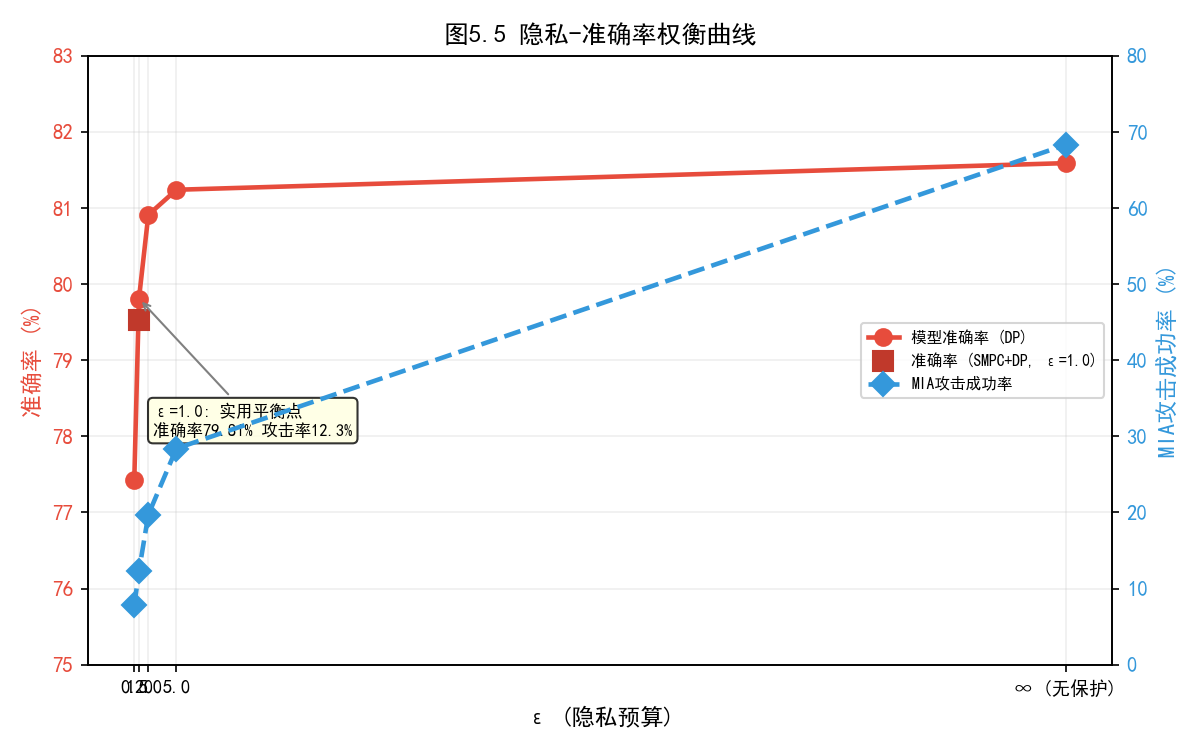 图5.5 隐私-准确率权衡曲线
83
82
81
80
79
78
77
76
75
准确率 (%)
80
70
60
50
40
30
20
10
0
MIA攻击成功率 (%)
模型准确率 (DP)
准确率 (SMPC+DP, ε=1.0)
MIA攻击成功率
ε=1.0: 实用平衡点
准确率79.81% 攻击率12.3%
5.0
∞ (无保护)
ε (隐私预算)